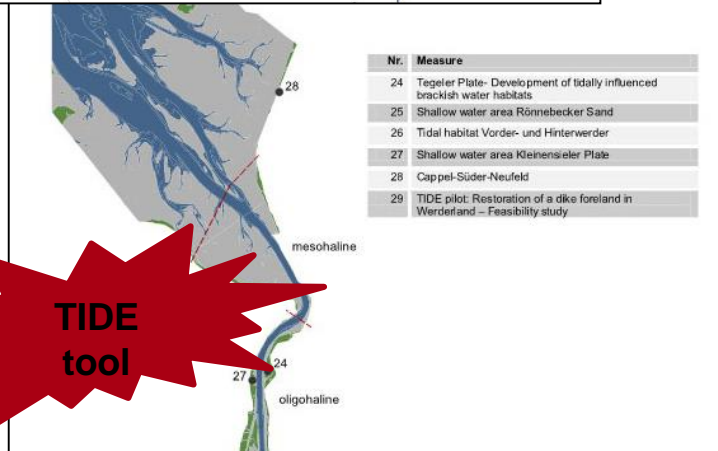 28
Nr. Measure
24 Tegeler Plate- Development of tidally influenced
brackish water habitats
25 Shallow water area Rönnebecker Sand
26 Tidal habitat Vorder- und Hinterwerder
27 Shallow water area Kleinensieler Plate
28 Cappel-Süder-Neufeld
29 TIDE pilot: Restoration of a dike foreland in
Werderland – Feasibility study
mesohaline
TIDE
tool
24
27
oligohaline